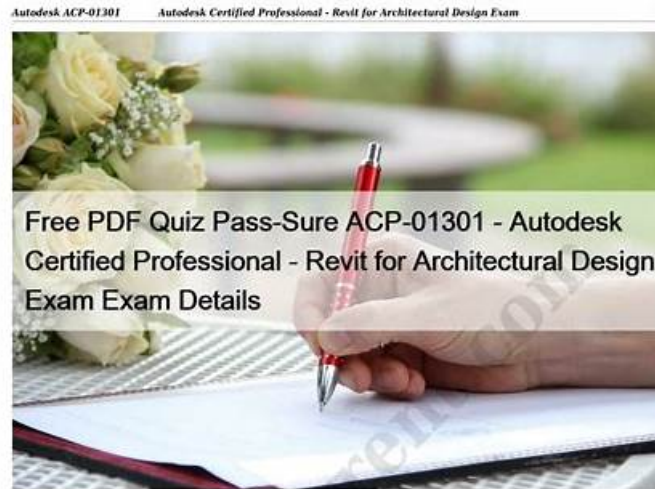 Autodesk ACP-01301 Autodesk Certified Professional - Revit for Architectural Design Exam
Free PDF Quiz Pass-Sure ACP-01301 - Autodesk
Certified Professional - Revit for Architectural Design
Exam Exam Details